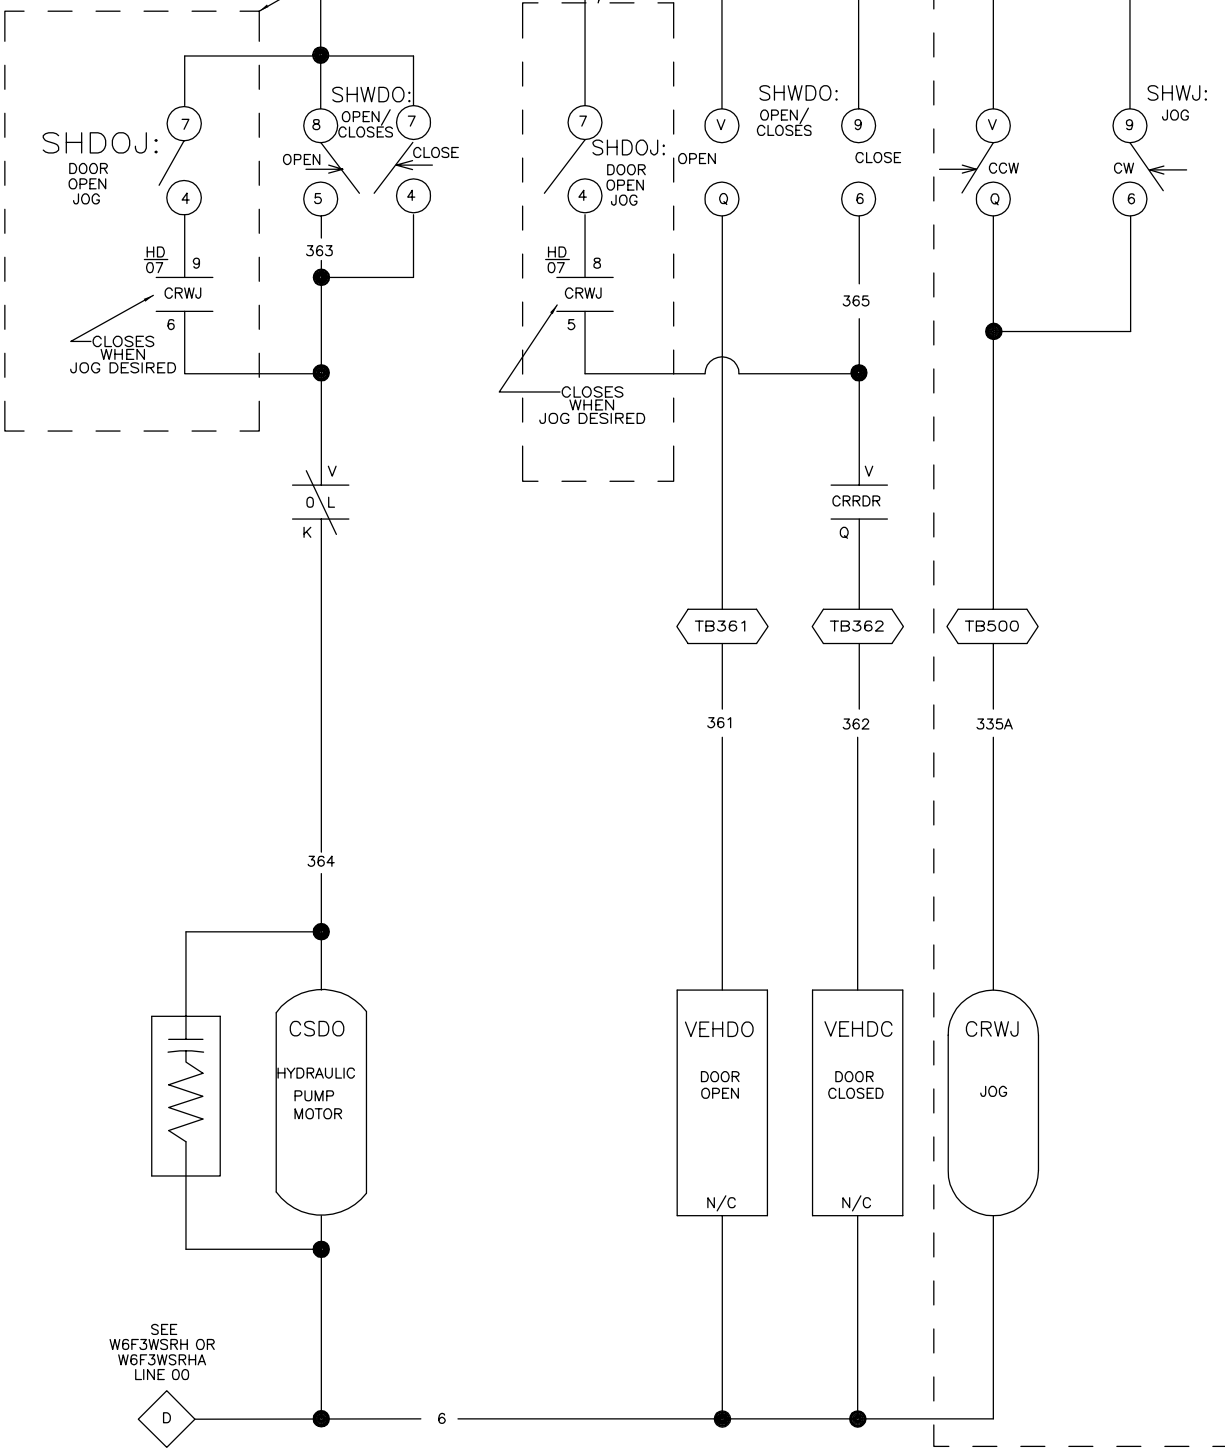 SHDOJ:
DOOR
OPEN
JOG
7
4
HD
07
9
CRWJ
6
CLOSES
WHEN
JOG DESIRED
SHWDO:
OPEN/
CLOSES
8
7
OPEN
CLOSE
5
4
363
V
O L
K
364
CSDO
HYDRAULIC
PUMP
MOTOR
SEE
W6F3WSRH OR
W6F3WSRHA
LINE 00
D
6
7
SHDOJ:
DOOR
OPEN
JOG
4
HD
07
8
CRWJ
5
CLOSES
WHEN
JOG DESIRED
V
OPEN
Q
SHWDO:
OPEN/
CLOSES
9
CLOSE
6
365
V
CRRDR
Q
TB361
361
VEHDO
DOOR
OPEN
N/C
TB362
362
VEHDC
DOOR
CLOSED
N/C
V
CCW
Q
SHWJ:
JOG
9
CW
6
TB500
335A
CRWJ
JOG